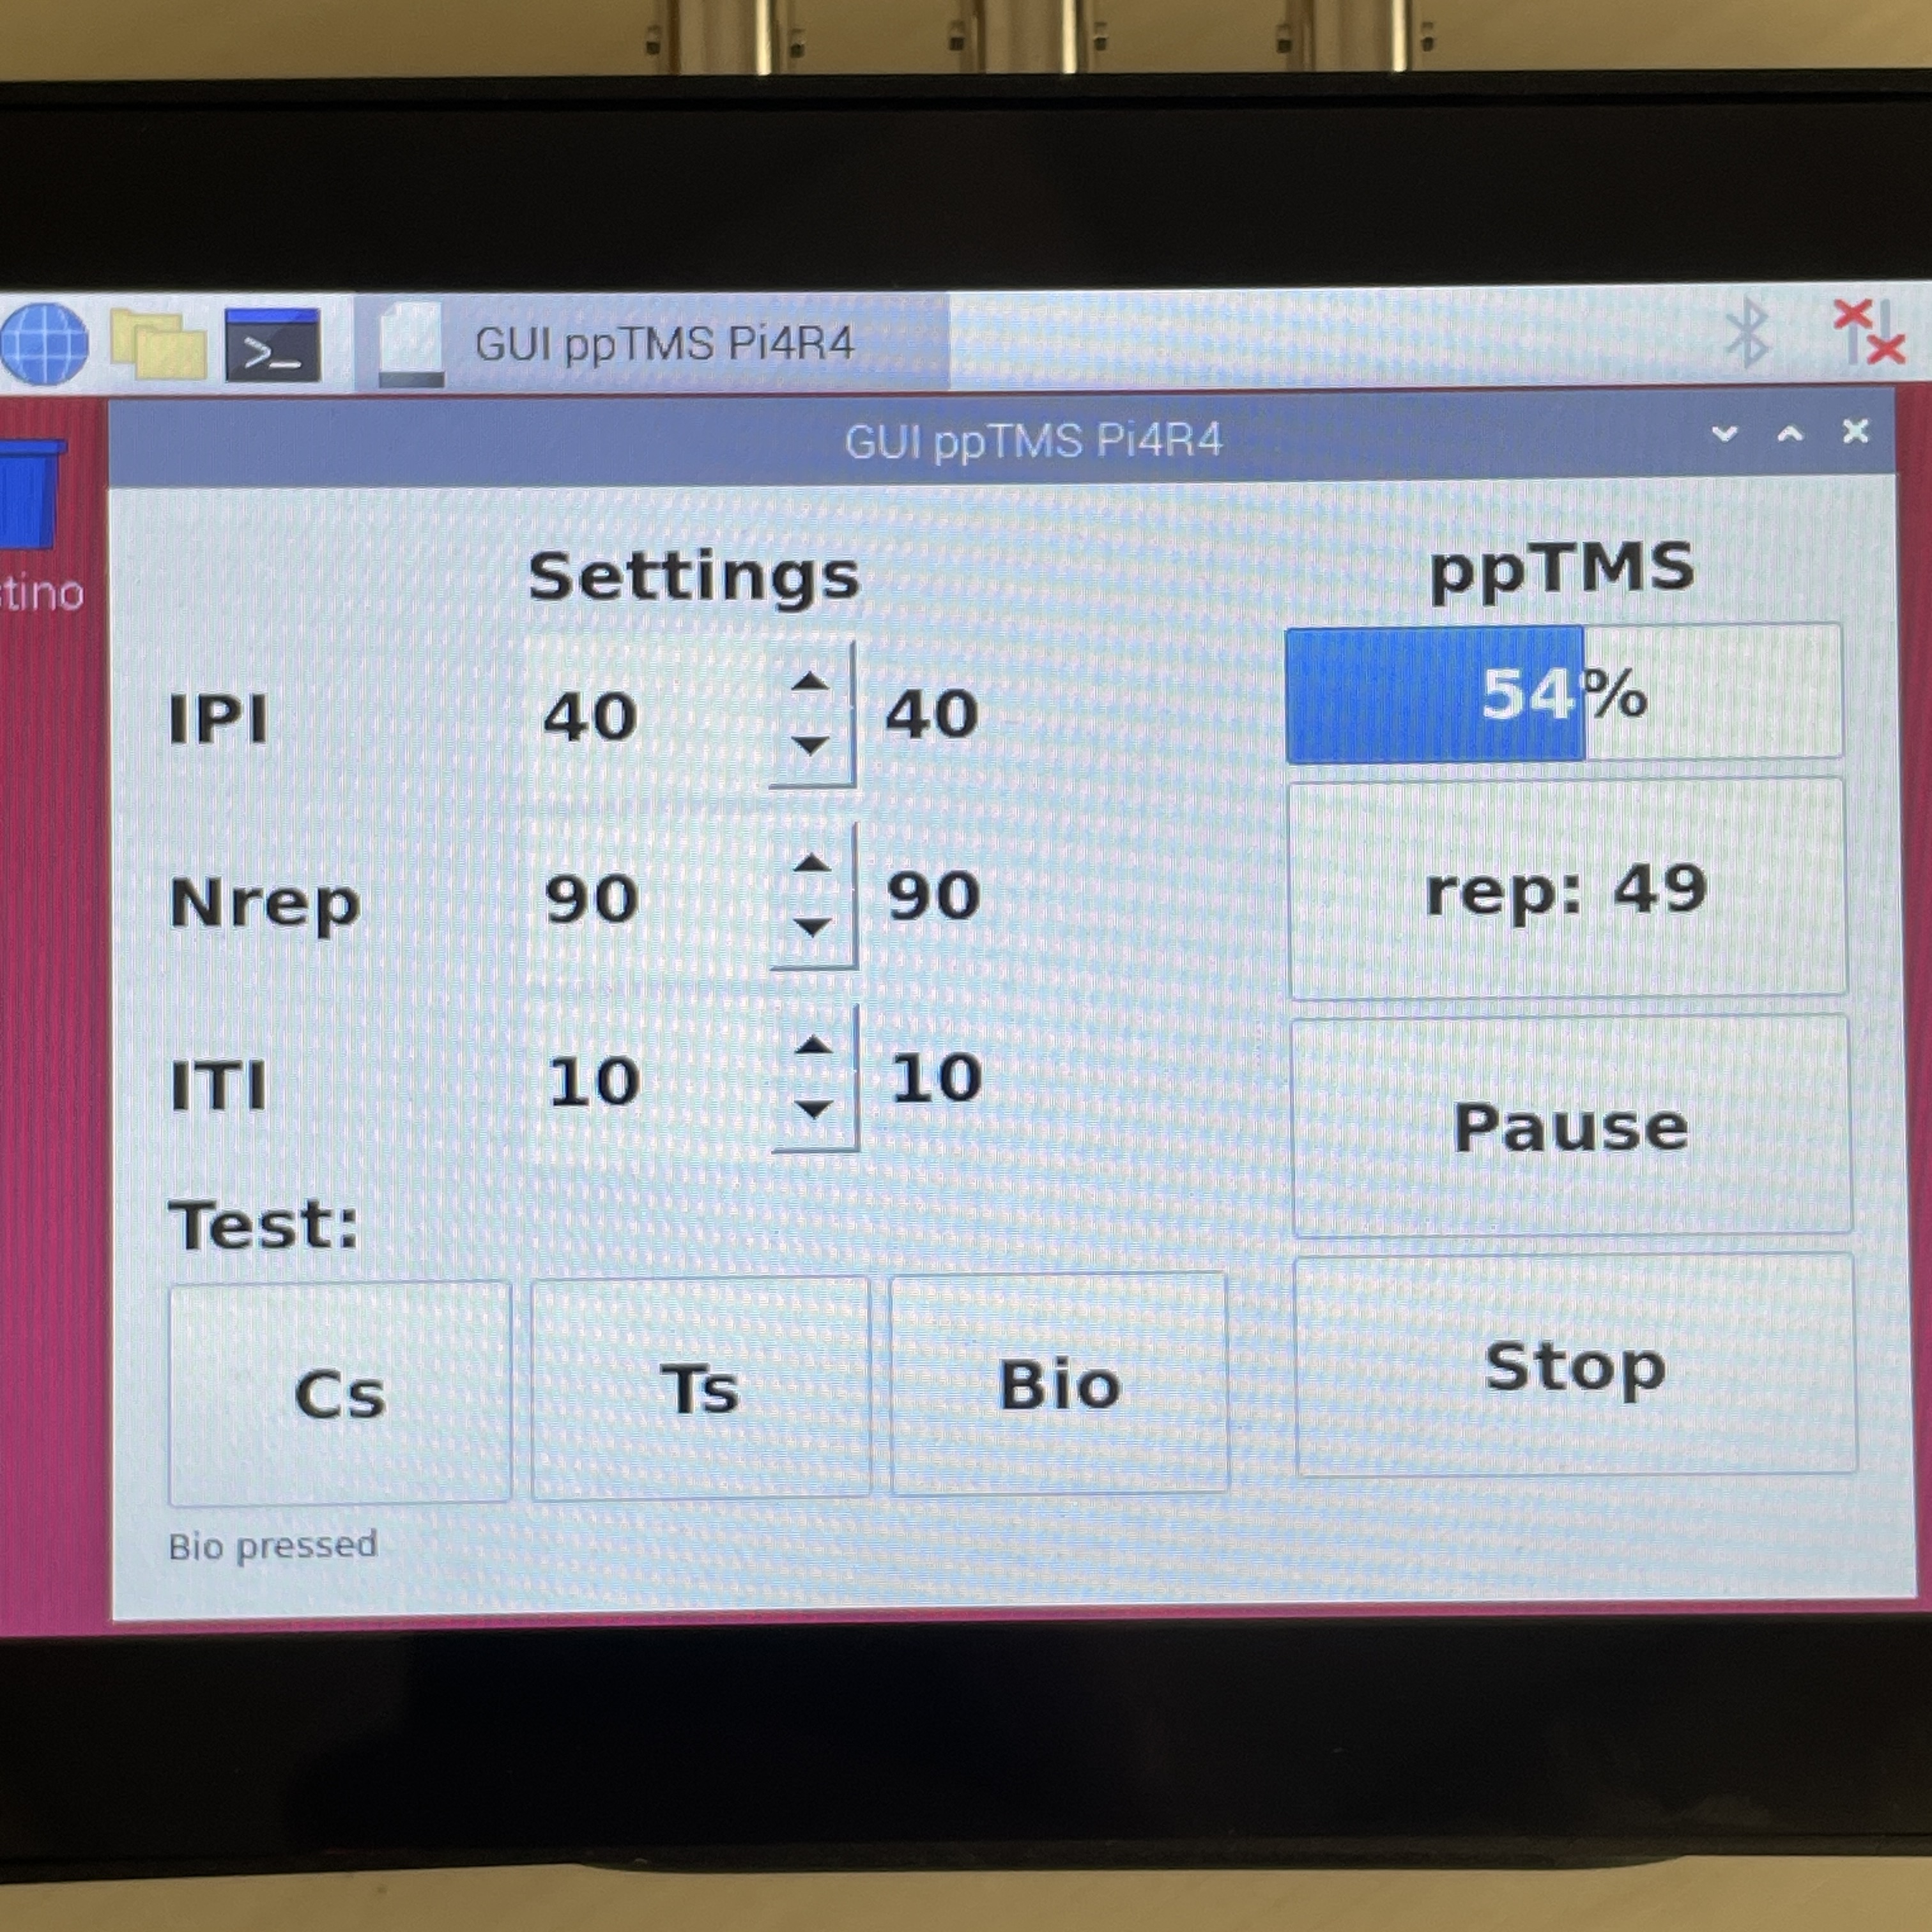 GUI ppTMS Pi4R4
GUI ppTMS Pi4R4
stino
Settings
IPI 40 40
Nrep 90 90
ITI 10 10
Test:
Cs Ts Bio
Bio pressed
ppTMS
54%
rep: 49
Pause
Stop